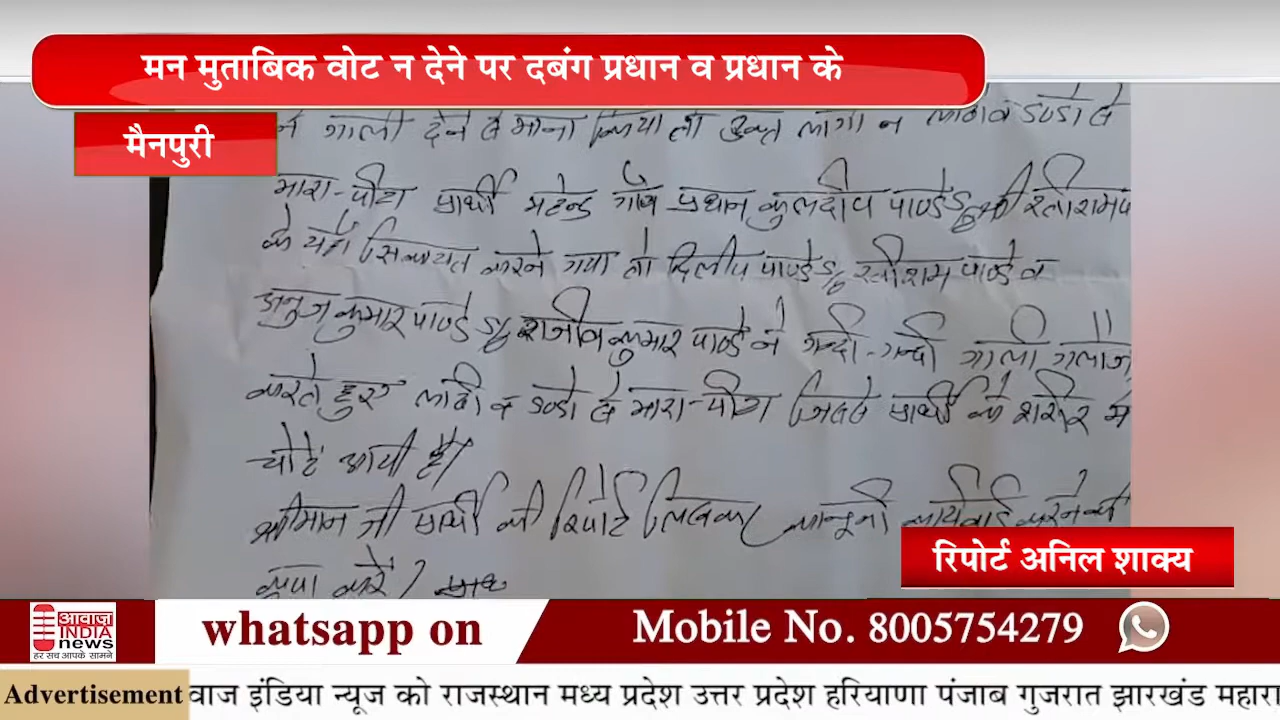 मन मुताबिक वोट न देने पर दबंग प्रधान व प्रधान के
मैनपुरी
ने गाली देने से माना किया तो उक्त लोगो ने लाठी व डण्डो से
मारा-पीटा प्रार्थी गाँव प्रधान कुलदीप पाण्डे
के यहाँ सिकायत करने गया तो दिलीप पाण्डे S/o पाण्डे व
अनुज कुमार पाण्डे S/o राजीव कुमार पाण्डे ने गन्दी-गन्दी गाली गलौज
करते हुए लाठी व डण्डो से मारा-पीटा जिससे प्रार्थी के शरीर मे
चोटें आयी है।
श्रीमान जी प्रार्थी की रिपोर्ट लिखकर कानूनी कार्यवाई करने की
कृपा करें।
रिपोर्ट अनिल शाक्य
आवाज
INDIA
news
हर सच आपके सामने
whatsapp on
Mobile No. 8005754279
Advertisement वाज इंडिया न्यूज को राजस्थान मध्य प्रदेश उत्तर प्रदेश हरियाणा पंजाब गुजरात झारखंड महारा